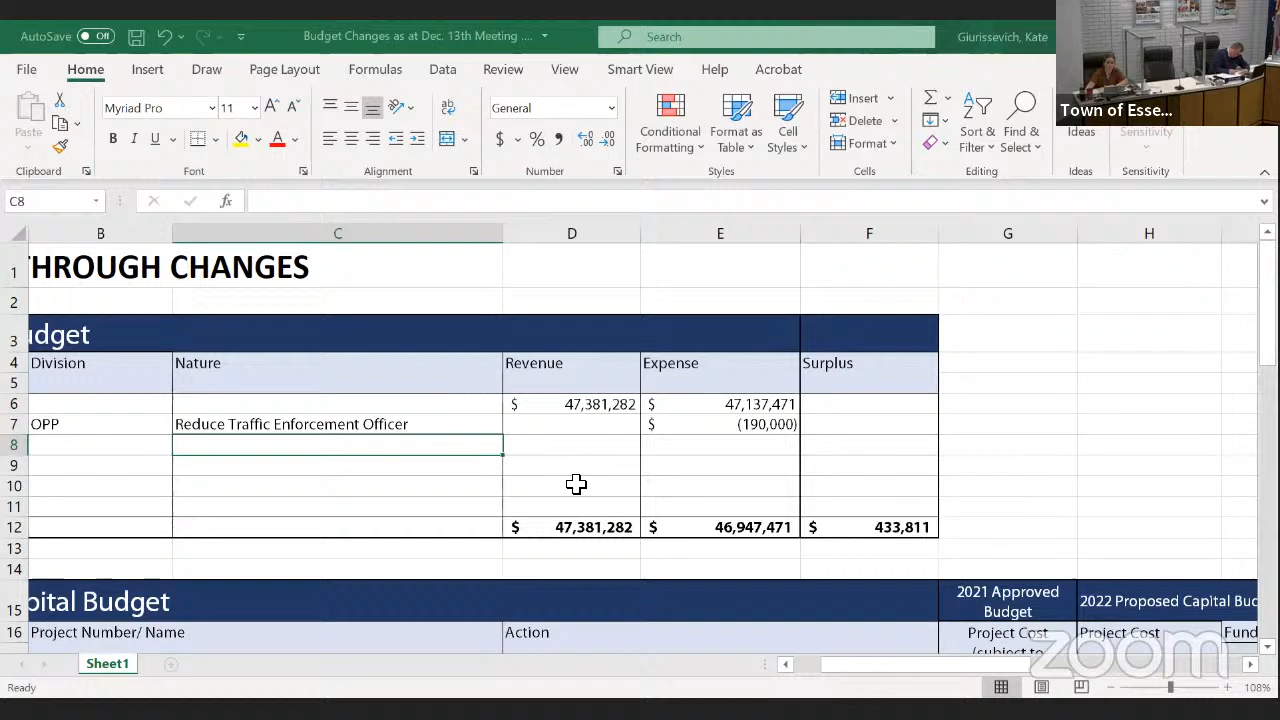 AutoSave Off Budget Changes as at Dec. 13th Meeting .... Search Giurissevich, Kate
File Home Insert Draw Page Layout Formulas Data Review View Smart View Help Acrobat
Town of Esse...
Paste Myriad Pro 11 General Conditional Formatting Format as Table Cell Styles Insert Delete Format Sort & Filter Find & Select Ideas Sensitivity
Clipboard Font Alignment Number Styles Cells Editing Ideas Sensitivity
C8 fx
B C D E F G H
1 THROUGH CHANGES
2
3 udget
4 Division Nature Revenue Expense Surplus
5
6 $ 47,381,282 $ 47,137,471
7 OPP Reduce Traffic Enforcement Officer $ (190,000)
8
9
10
11
12 $ 47,381,282 $ 46,947,471 $ 433,811
13
14
15 pital Budget 2021 Approved Budget 2022 Proposed Capital Bud
16 Project Number/ Name Action Project Cost (subject to Project Cost Fund
zoom
Sheet1
Ready 108%